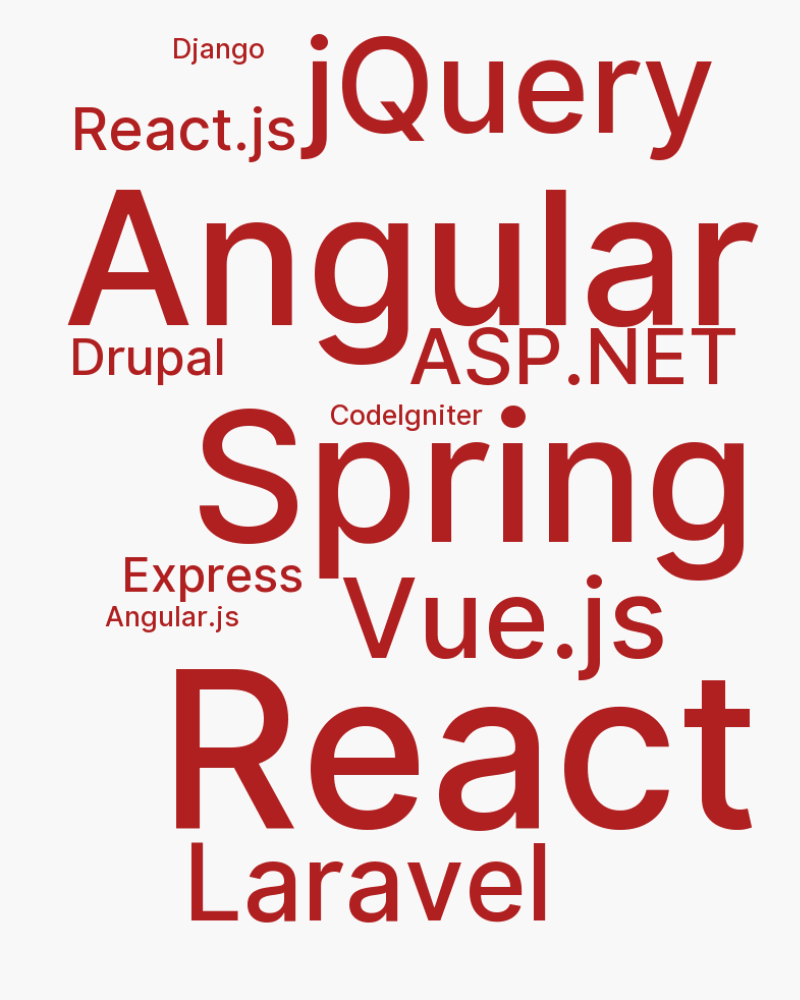 Django
jQuery
React.js
Angular
ASP.NET
Drupal
CodeIgniter
Spring
Express
Vue.js
Angular.js
React
Laravel